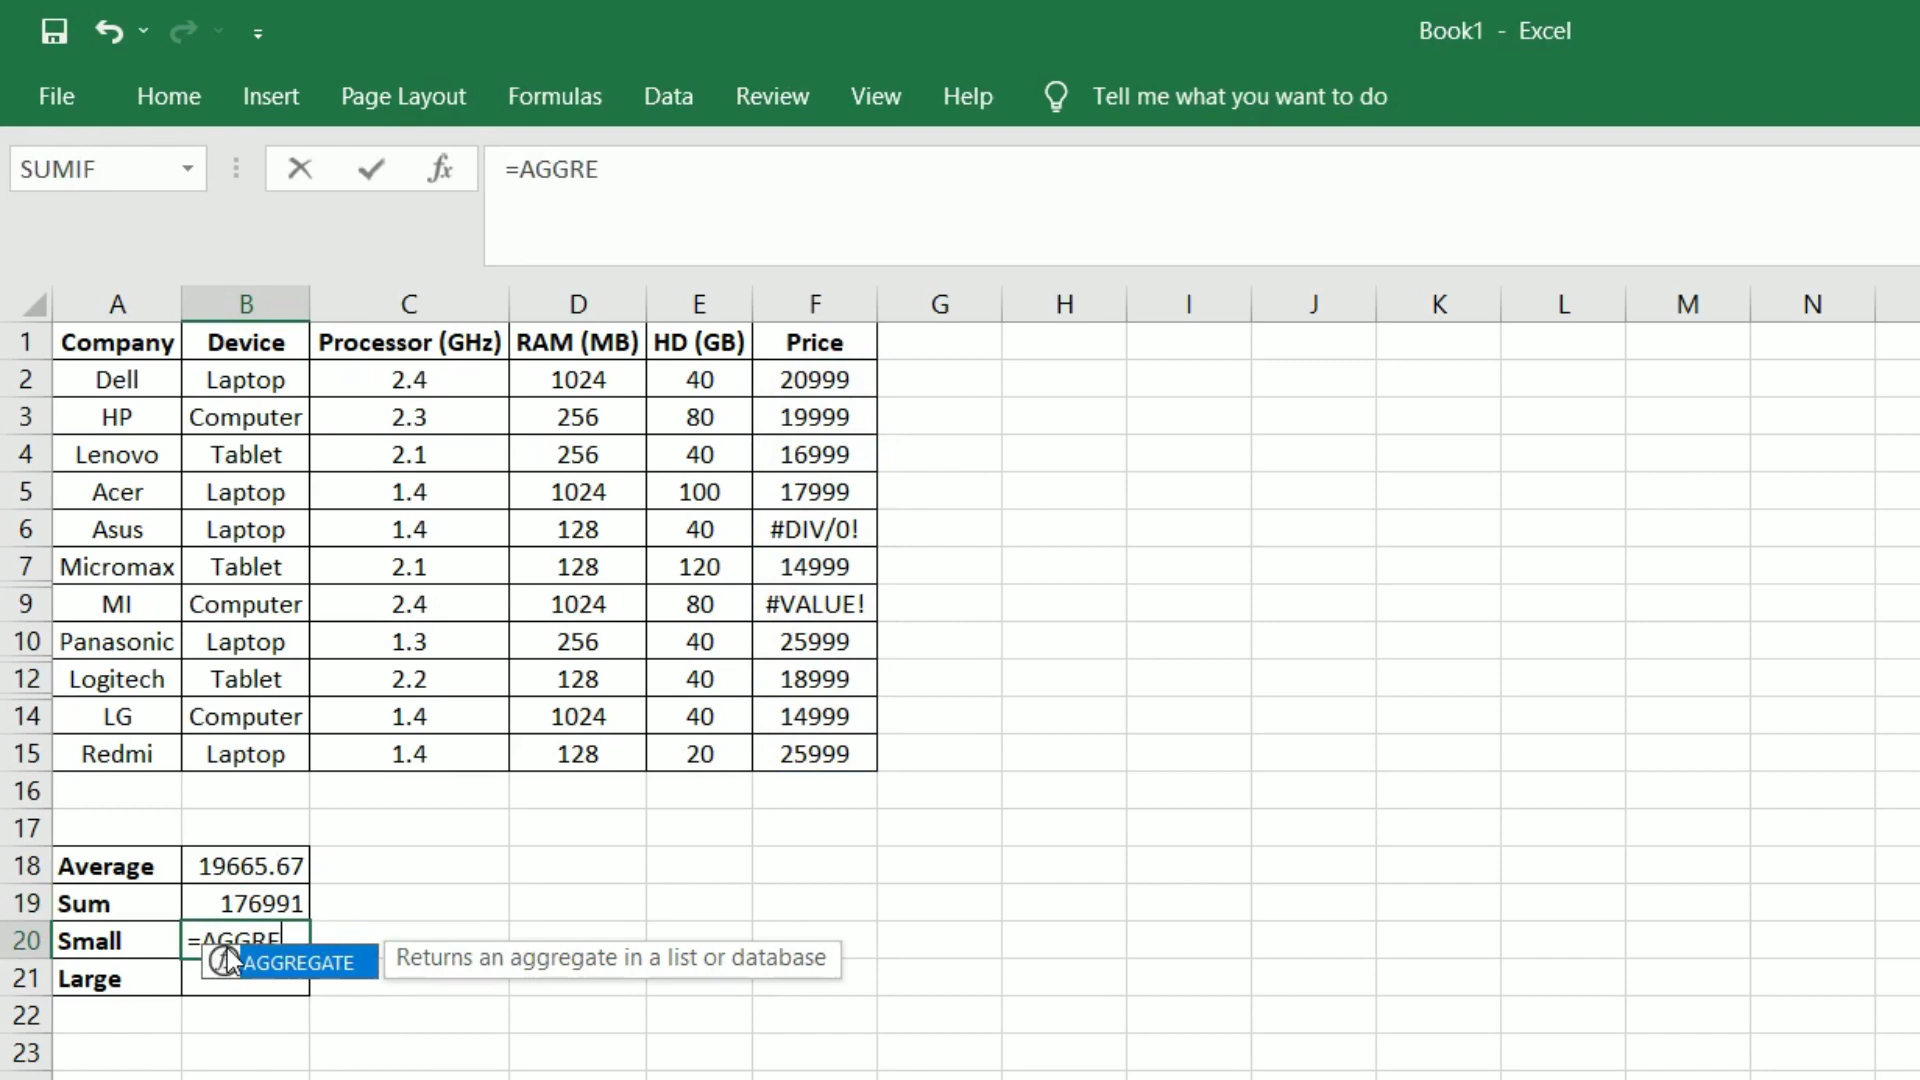 Book1 - Excel
File Home Insert Page Layout Formulas Data Review View Help Tell me what you want to do
SUMIF fx =AGGRE
A B C D E F G H I J K L M N
1 Company Device Processor (GHz) RAM (MB) HD (GB) Price
2 Dell Laptop 2.4 1024 40 20999
3 HP Computer 2.3 256 80 19999
4 Lenovo Tablet 2.1 256 40 16999
5 Acer Laptop 1.4 1024 100 17999
6 Asus Laptop 1.4 128 40 #DIV/0!
7 Micromax Tablet 2.1 128 120 14999
9 MI Computer 2.4 1024 80 #VALUE!
10 Panasonic Laptop 1.3 256 40 25999
12 Logitech Tablet 2.2 128 40 18999
14 LG Computer 1.4 1024 40 14999
15 Redmi Laptop 1.4 128 20 25999
16
17
18 Average 19665.67
19 Sum 176991
20 Small =AGGRE
AGGREGATE Returns an aggregate in a list or database
21 Large
22
23